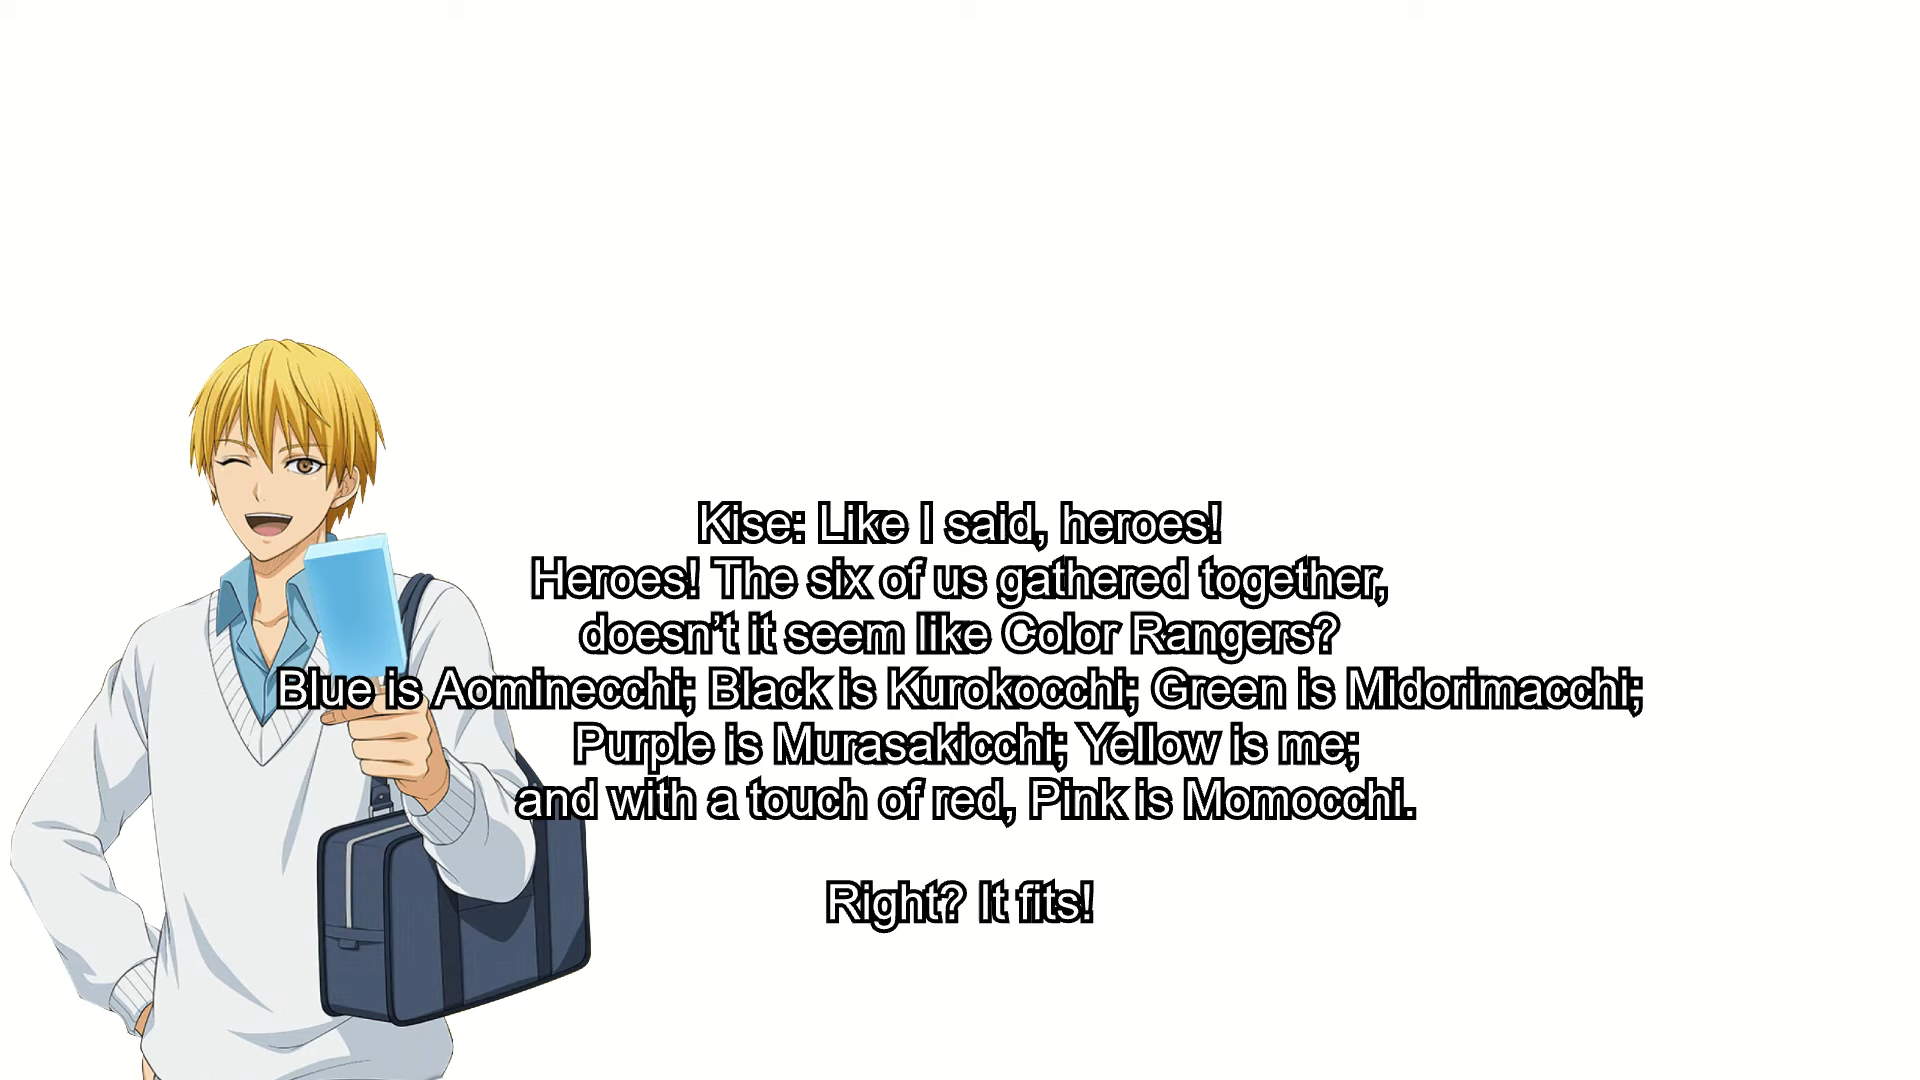 Kise: Like I said, heroes!
Heroes! The six of us gathered together,
doesn't it seem like Color Rangers?
Blue is Aominecchi; Black is Kurokocchi; Green is Midorimacchi;
Purple is Murasakicchi; Yellow is me;
and with a touch of red, Pink is Momocchi.
Right? It fits!